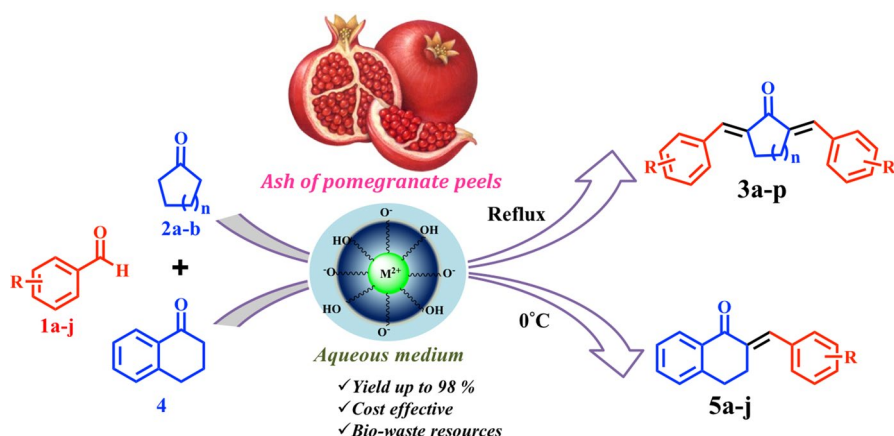 O
n
2a-b
Ash of pomegranate peels
O
H
R
1a-j
+
O
4
O⁻
HO
OH
⁻O
M²⁺
O⁻
HO
OH
O⁻
Aqueous medium
✓Yield up to 98 %
✓Cost effective
✓Bio-waste resources
Reflux
0°C
O
R
n
R
3a-p
O
R
5a-j